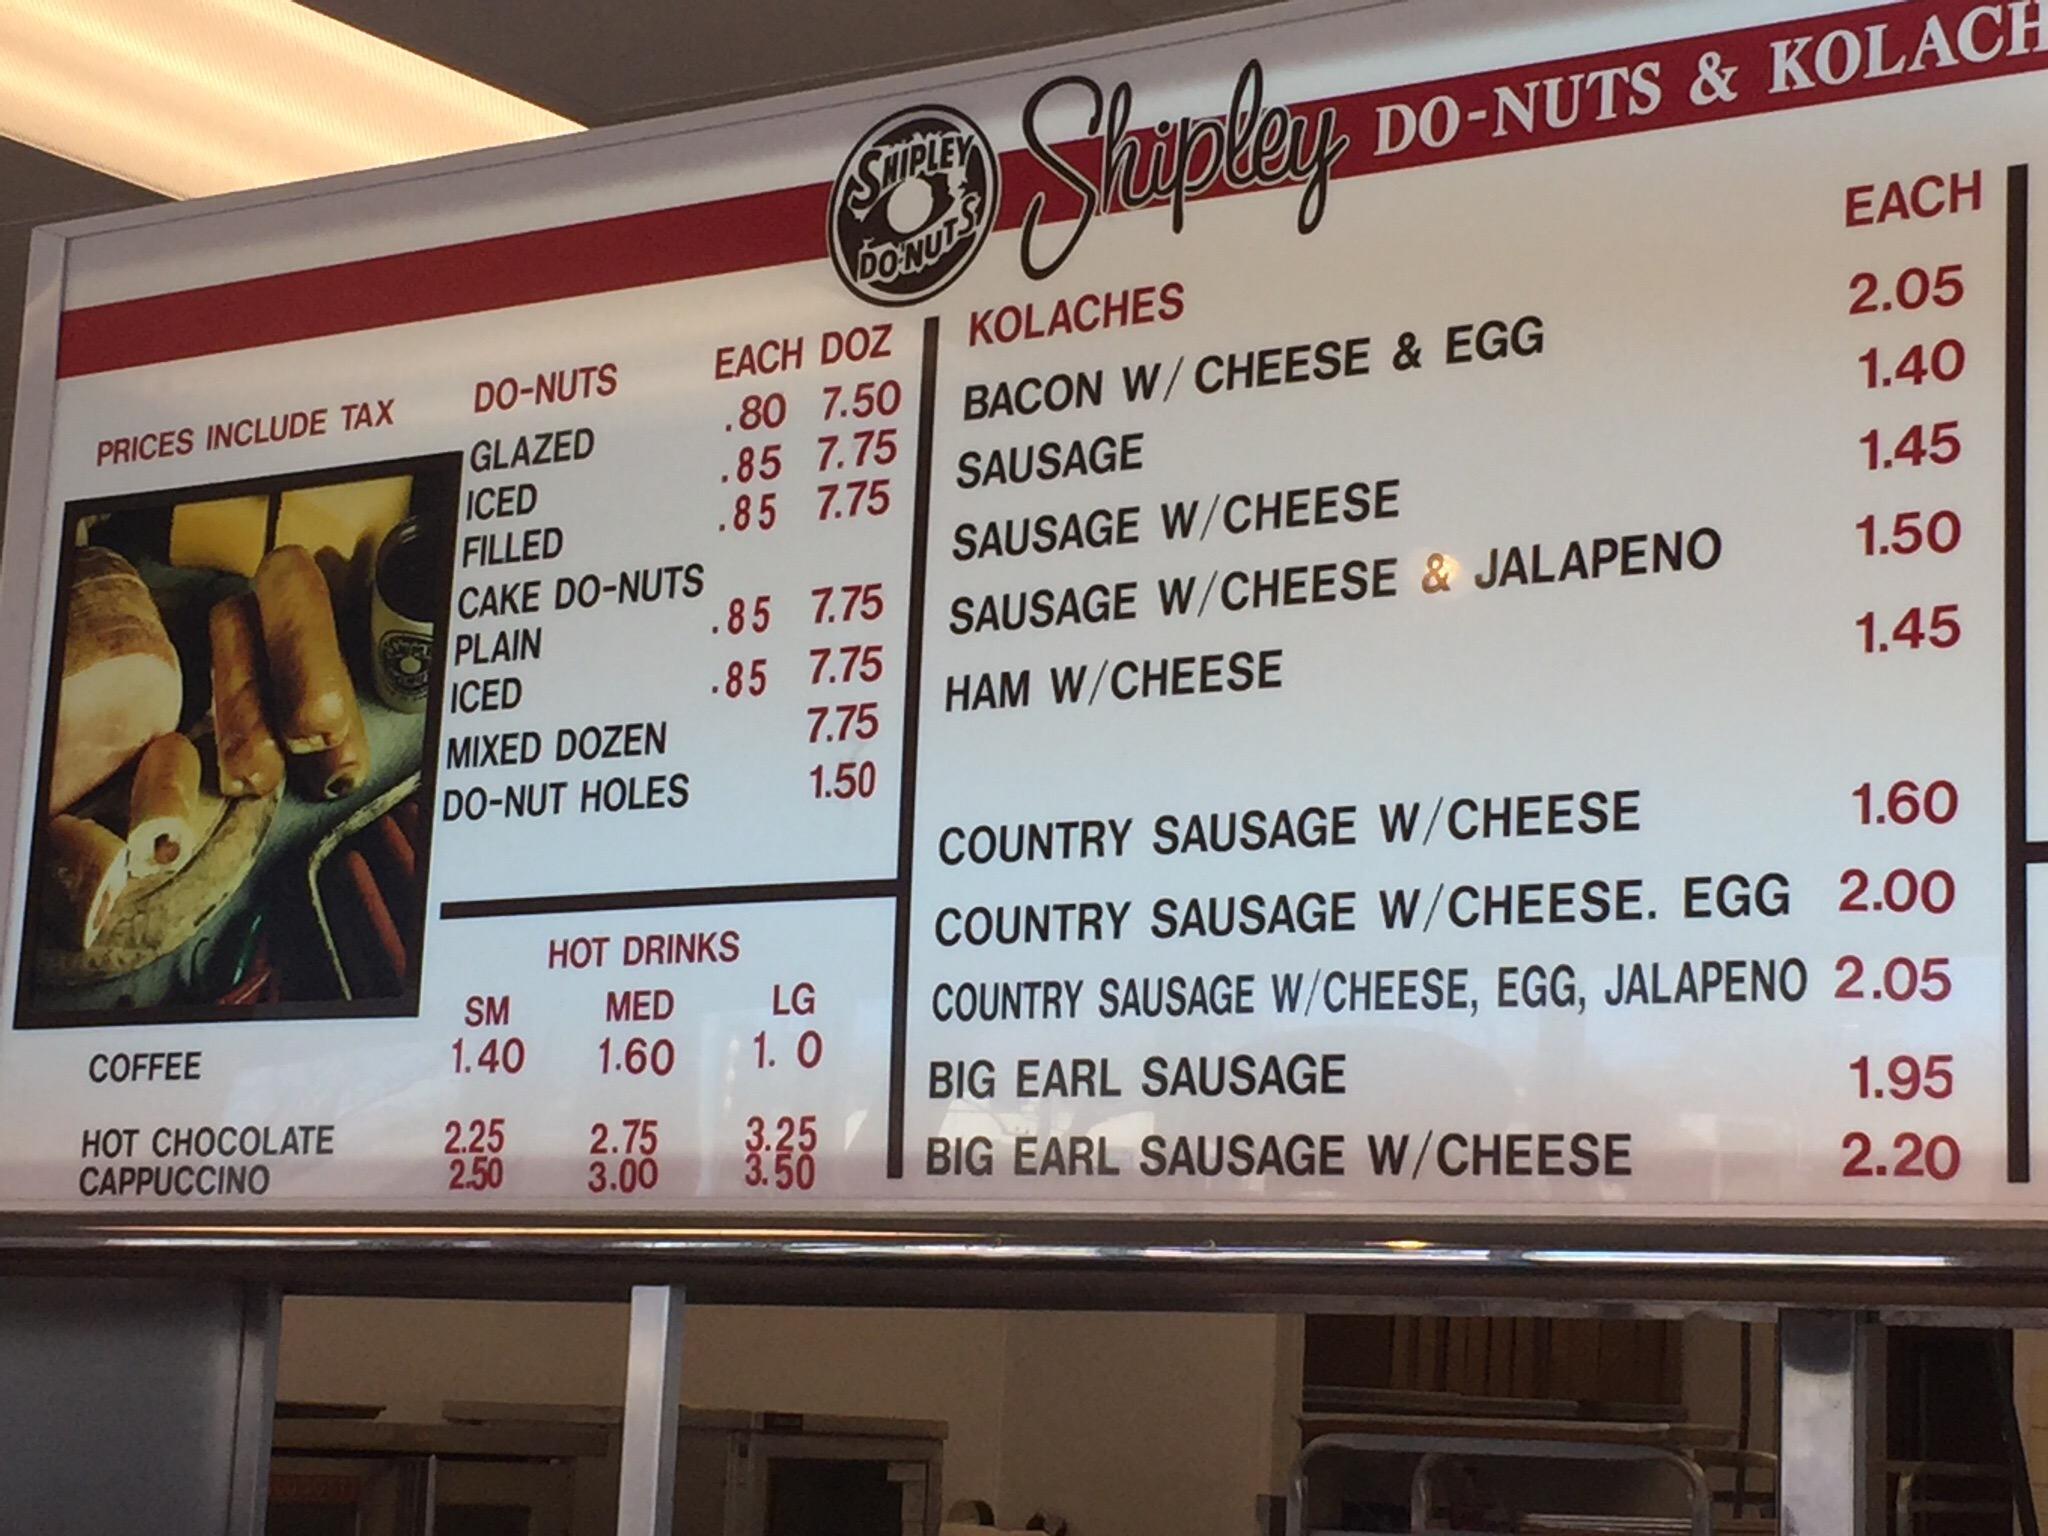 SHIPLEY
DO-NUTS
Shipley DO-NUTS & KOLACH
PRICES INCLUDE TAX
DO-NUTS EACH DOZ
GLAZED .80 7.50
ICED .85 7.75
FILLED .85 7.75
CAKE DO-NUTS
PLAIN .85 7.75
ICED .85 7.75
MIXED DOZEN 7.75
DO-NUT HOLES 1.50
HOT DRINKS
SM MED LG
COFFEE 1.40 1.60 1. 0
HOT CHOCOLATE 2.25 2.75 3.25
CAPPUCCINO 2.50 3.00 3.50
KOLACHES EACH
BACON W/ CHEESE & EGG 2.05
SAUSAGE 1.40
SAUSAGE W/CHEESE 1.45
SAUSAGE W/CHEESE & JALAPENO 1.50
HAM W/CHEESE 1.45
COUNTRY SAUSAGE W/CHEESE 1.60
COUNTRY SAUSAGE W/CHEESE. EGG 2.00
COUNTRY SAUSAGE W/CHEESE, EGG, JALAPENO 2.05
BIG EARL SAUSAGE 1.95
BIG EARL SAUSAGE W/CHEESE 2.20